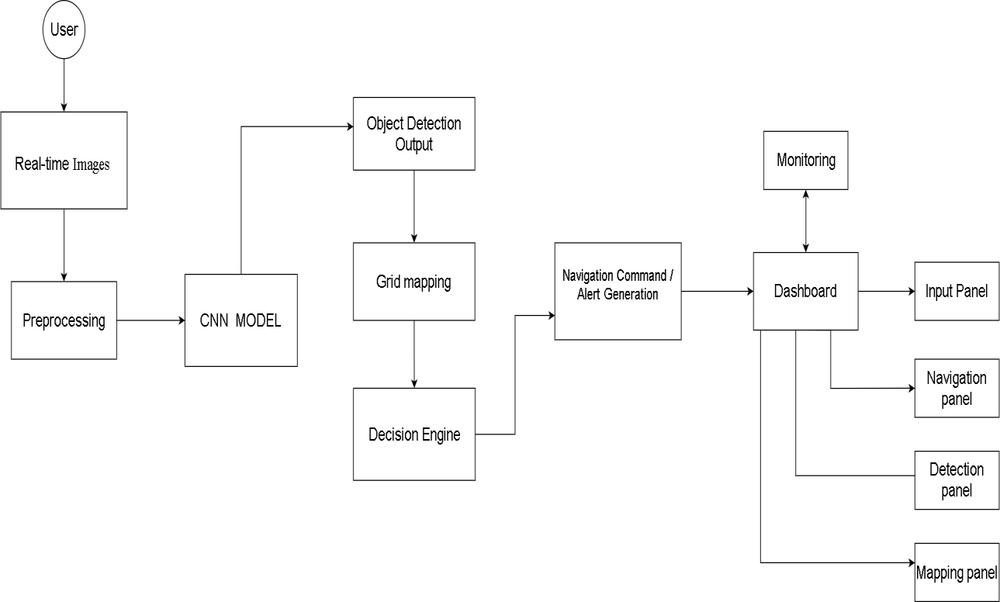 User
Real-time Images
Preprocessing
CNN MODEL
Object Detection
Output
Grid mapping
Decision Engine
Navigation Command /
Alert Generation
Monitoring
Dashboard
Input Panel
Navigation
panel
Detection
panel
Mapping panel